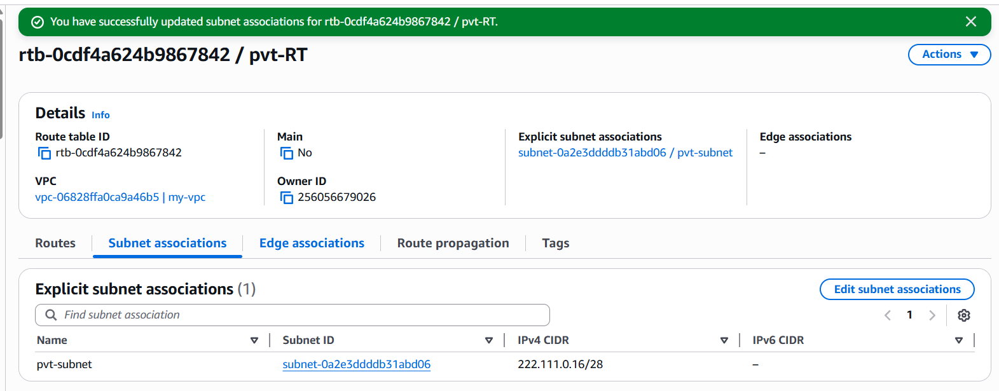 You have successfully updated subnet associations for rtb-0cdf4a624b9867842 / pvt-RT.
rtb-0cdf4a624b9867842 / pvt-RT
Actions
Details Info
Route table ID
rtb-0cdf4a624b9867842
Main
No
Explicit subnet associations
subnet-0a2e3ddddb31abd06 / pvt-subnet
Edge associations
–
VPC
vpc-06828ffa0ca9a46b5 | my-vpc
Owner ID
256056679026
Routes Subnet associations Edge associations Route propagation Tags
Explicit subnet associations (1)
Edit subnet associations
Find subnet association
1
Name Subnet ID IPv4 CIDR IPv6 CIDR
pvt-subnet subnet-0a2e3ddddb31abd06 222.111.0.16/28 –